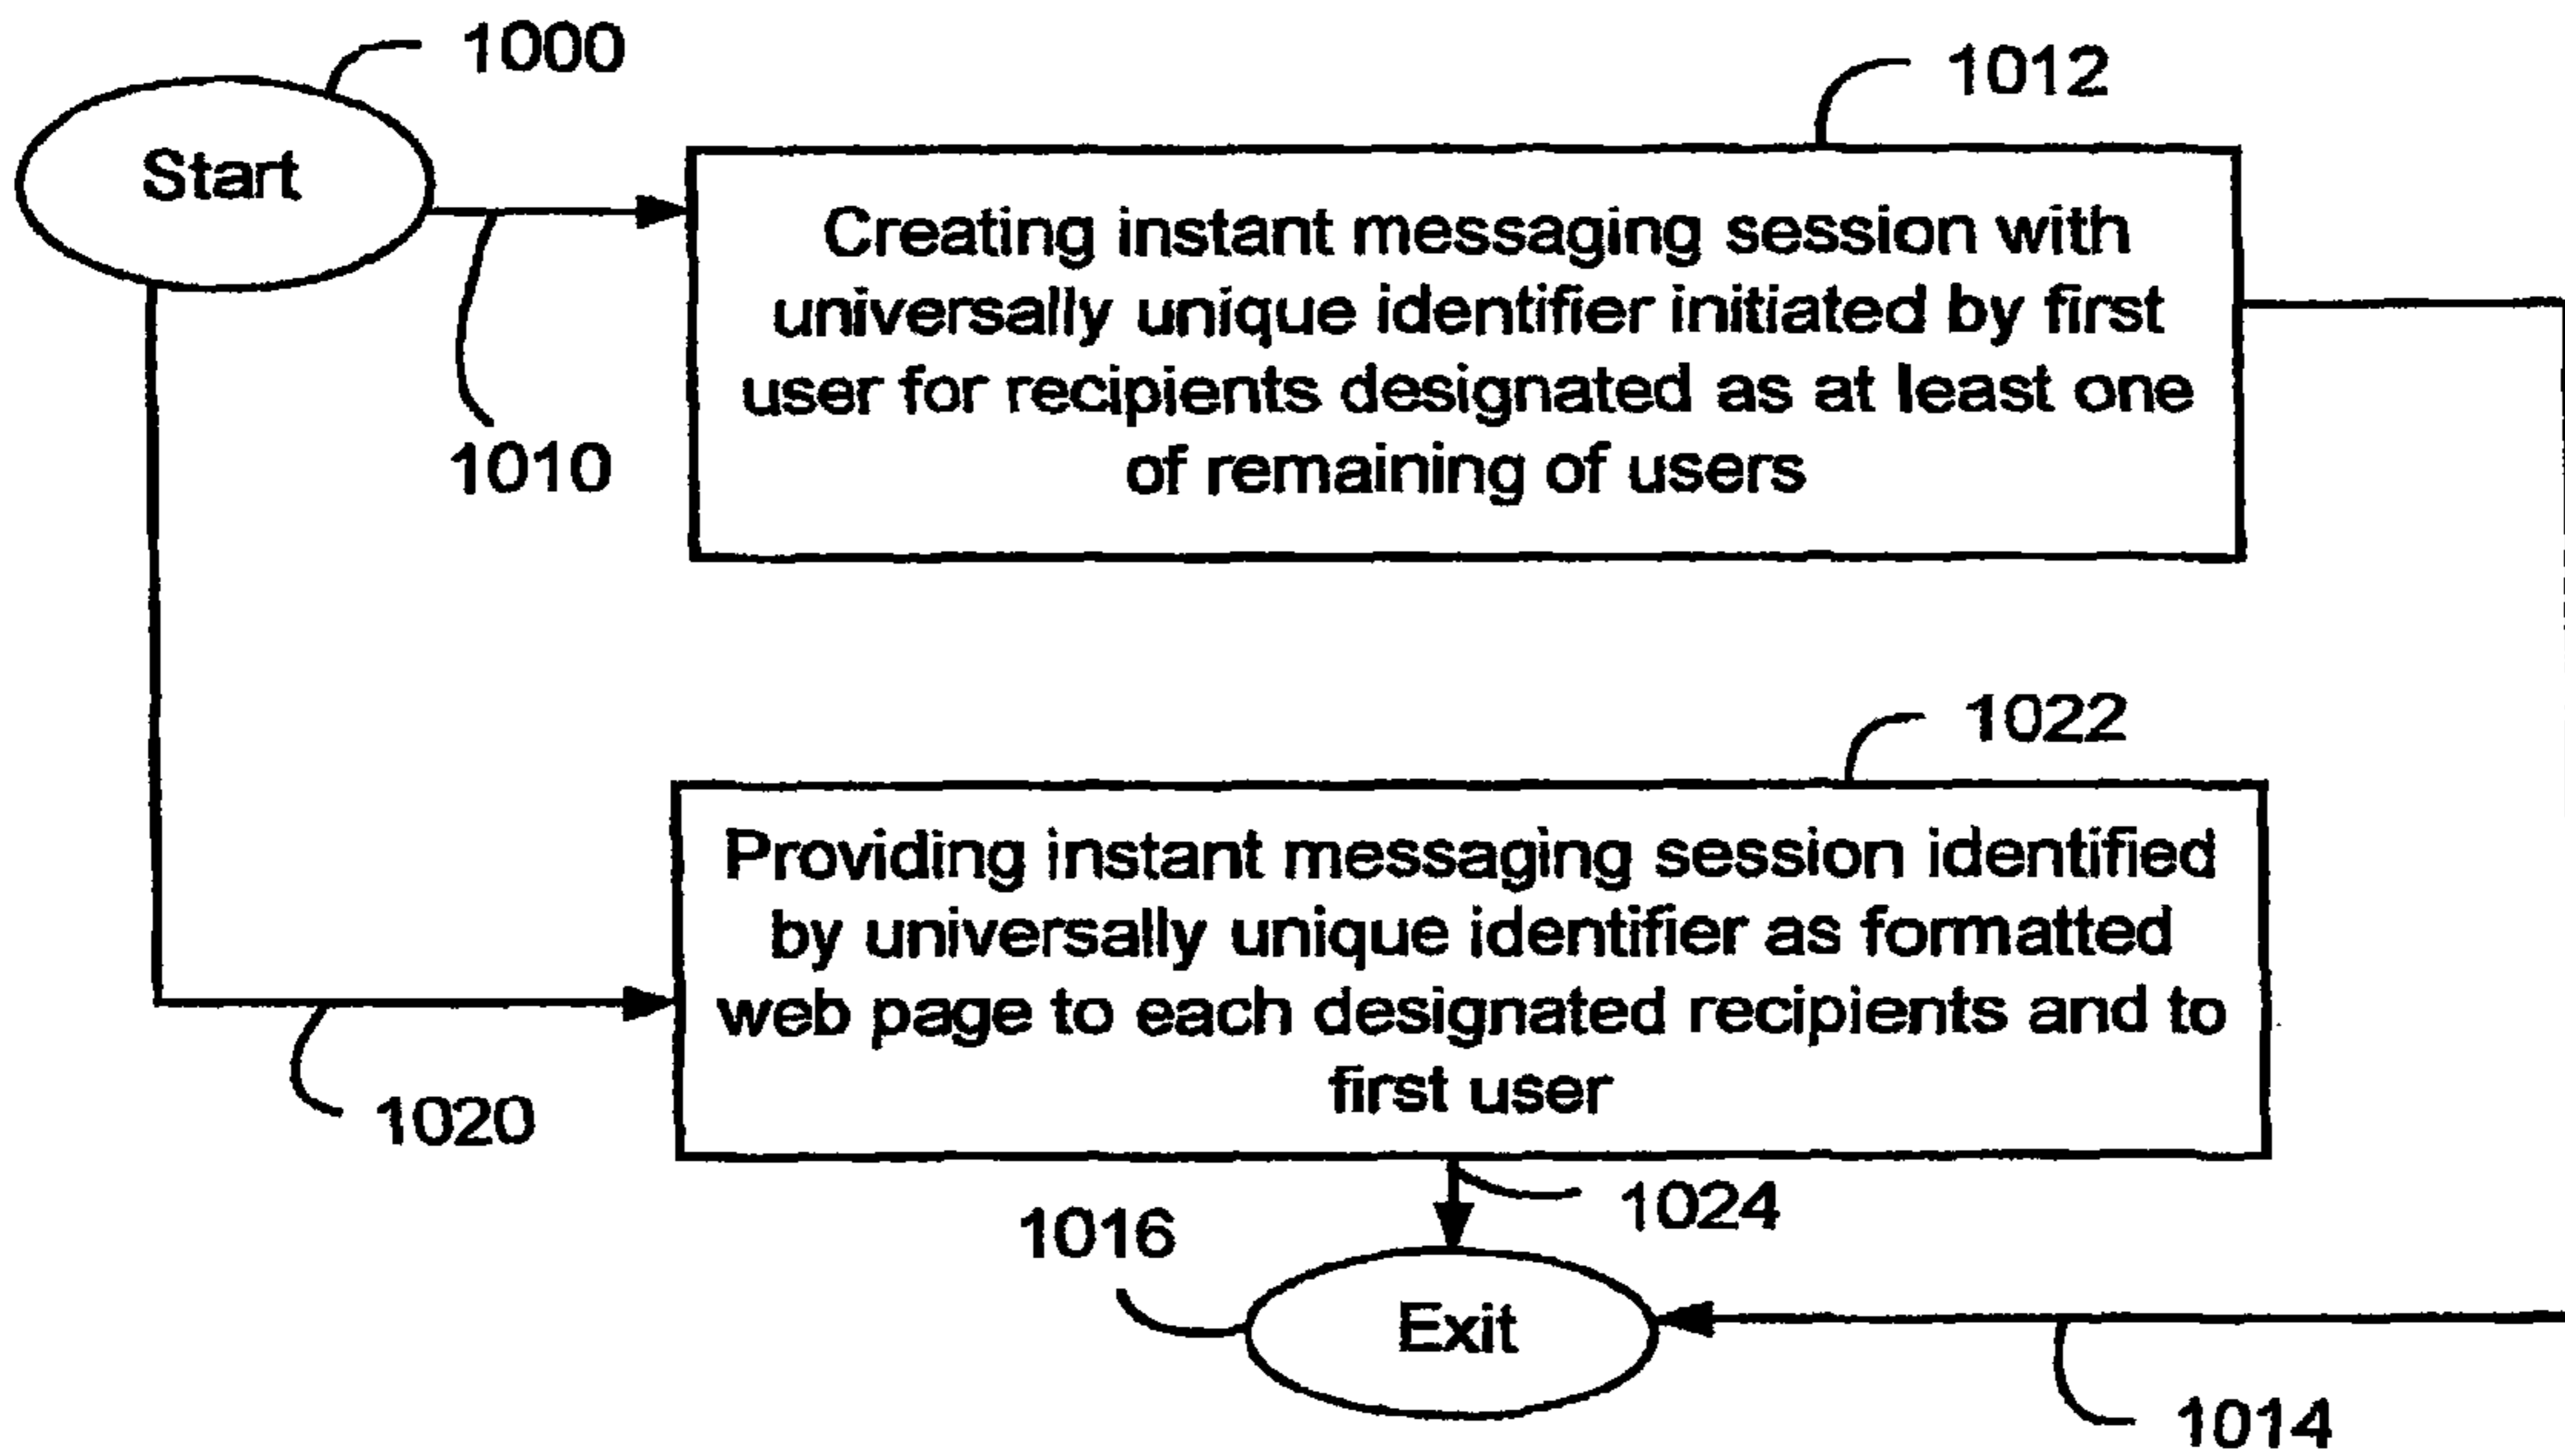 1000
Start
1012
Creating instant messaging session with
universally unique identifier initiated by first
user for recipients designated as at least one
of remaining of users
1010
1022
Providing instant messaging session identified
by universally unique identifier as formatted
web page to each designated recipients and to
first user
1020
1024
1016
Exit
1014